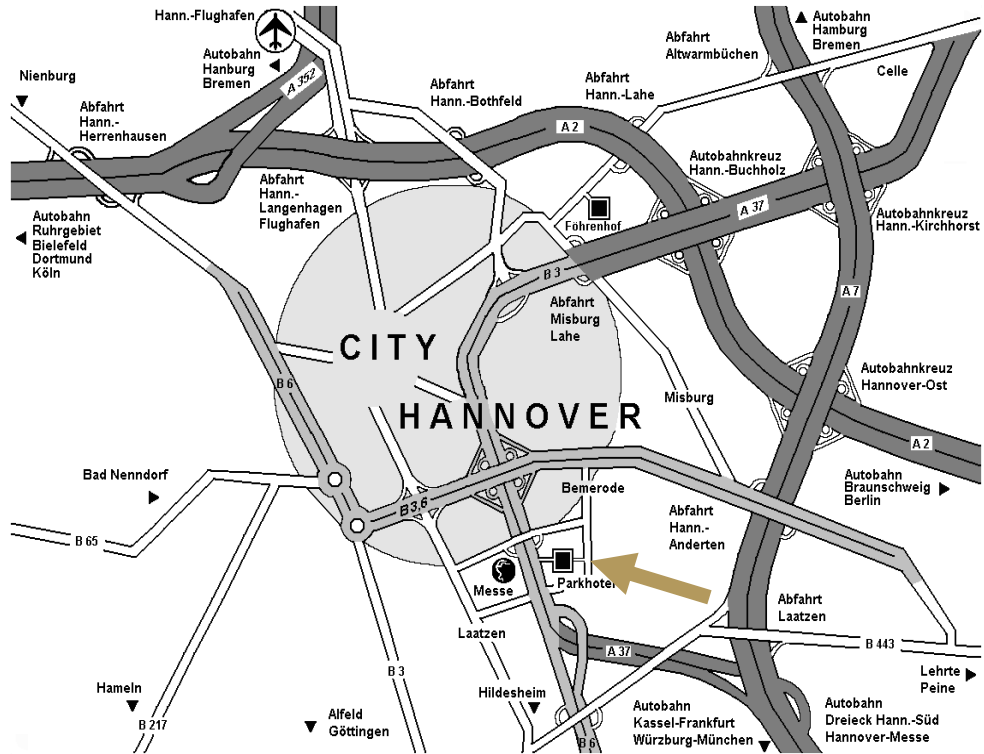 Hann.-Flughafen
Autobahn
Hamburg
Bremen
Abfahrt
Altwarmbüchen
Autobahn
Hanburg
Bremen
A 352
Nienburg
Abfahrt
Hann.-
Herrenhausen
Abfahrt
Hann.-Bothfeld
Abfahrt
Hann.-Lahe
Celle
A 2
Autobahnkreuz
Hann.-Buchholz
Abfahrt
Hann.-
Langenhagen
Flughafen
Autobahn
Ruhrgebiet
Bielefeld
Dortmund
Köln
Föhrenhof
A 37
Autobahnkreuz
Hann.-Kirchhorst
B 3
A 7
Abfahrt
Misburg
Lahe
CITY
HANNOVER
B 6
Autobahnkreuz
Hannover-Ost
Misburg
A 2
Bad Nenndorf
Bemerode
B3,6
Autobahn
Braunschweig
Berlin
Abfahrt
Hann.-
Anderten
B 65
Messe
Parkhotel
Abfahrt
Laatzen
Laatzen
A 37
B 443
B 3
Lehrte
Peine
Hameln
B 217
Alfeld
Göttingen
Hildesheim
B 6
Autobahn
Kassel-Frankfurt
Würzburg-München
Autobahn
Dreieck Hann.-Süd
Hannover-Messe